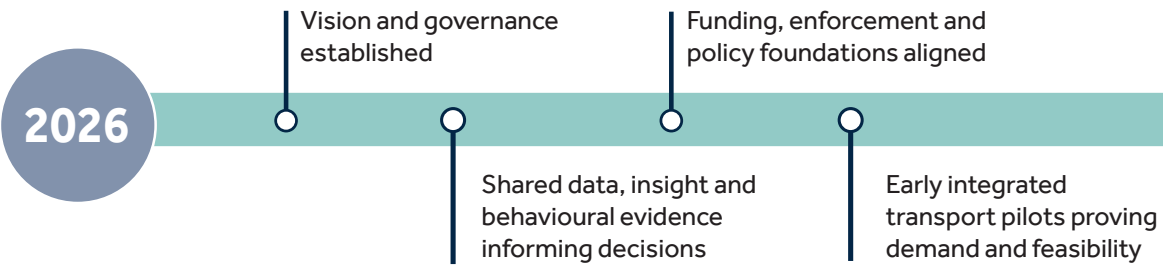 2026
Vision and governance
established
Shared data, insight and
behavioural evidence
informing decisions
Funding, enforcement and
policy foundations aligned
Early integrated
transport pilots proving
demand and feasibility